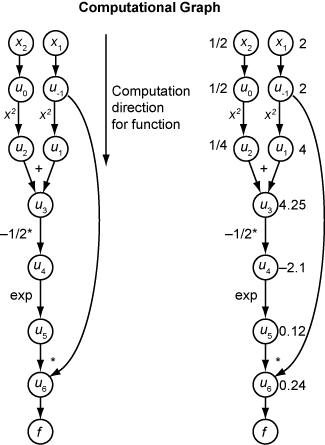 Computational Graph
x2 x1 1/2 x2 x1 2
u0 u-1 1/2 u0 u-1 2
Computation
direction
for function
x² x² x² x²
u2 u1 1/4 u2 u1 4
+ +
u3 u3 4.25
–1/2* –1/2*
u4 u4 –2.1
exp exp
u5 u5 0.12
* *
u6 u6 0.24
f f